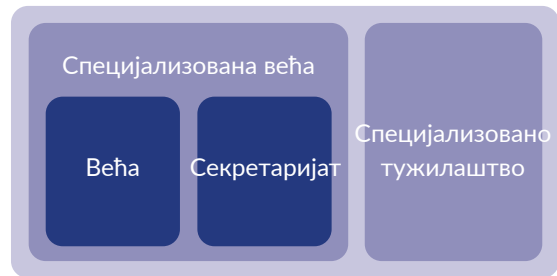 Специјализована већа
Већа
Секретаријат
Специјализовано
тужилаштво